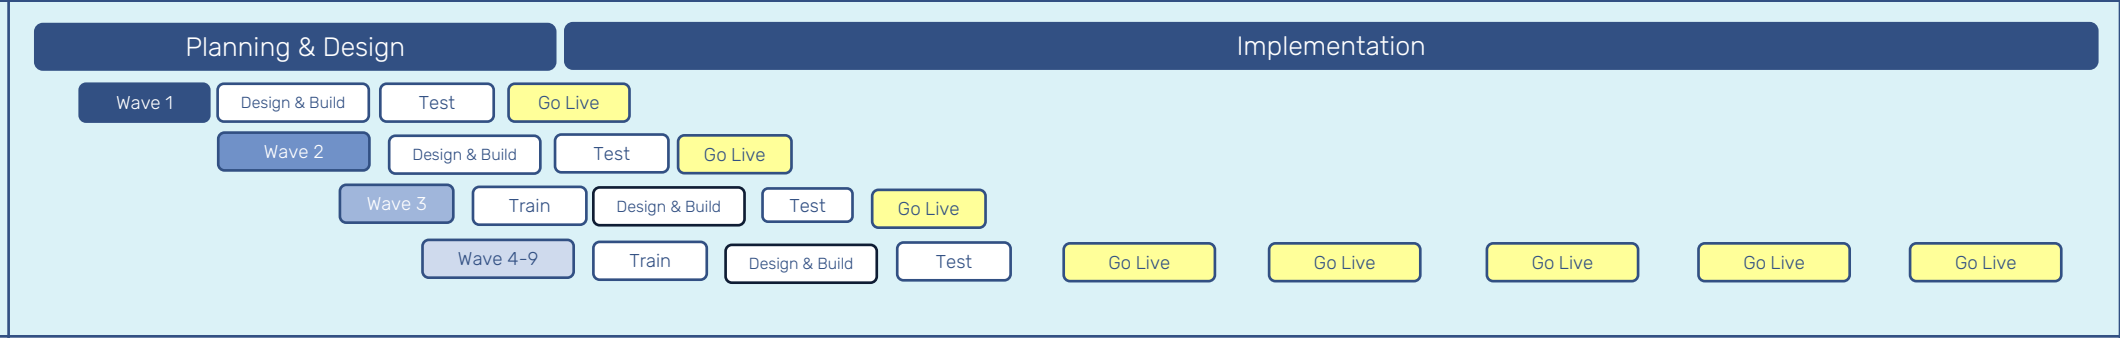 Planning & Design
Implementation
Wave 1
Design & Build
Test
Go Live
Wave 2
Design & Build
Test
Go Live
Wave 3
Train
Design & Build
Test
Go Live
Wave 4-9
Train
Design & Build
Test
Go Live
Go Live
Go Live
Go Live
Go Live